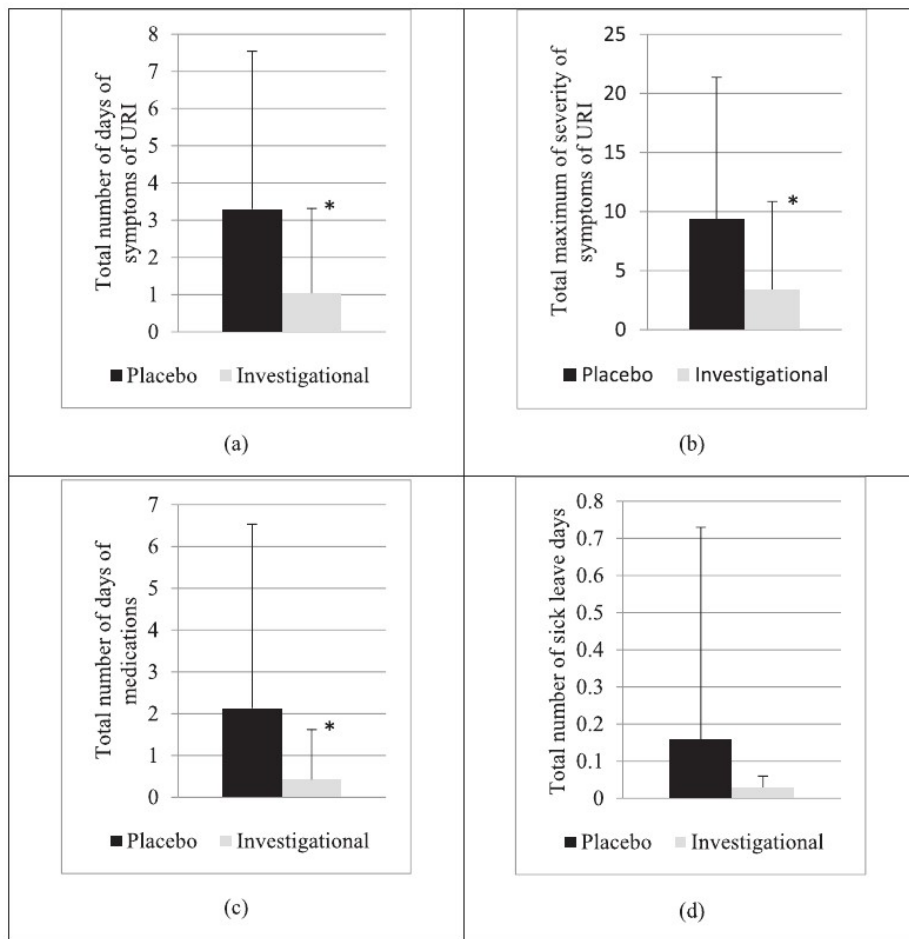 Total number of days of
symptoms of URI
8
7
6
5
4
3
2
1
0
*
Placebo Investigational
(a)
Total maximum of severity of
symptoms of URI
25
20
15
10
5
0
*
Placebo Investigational
(b)
Total number of days of
medications
7
6
5
4
3
2
1
0
*
Placebo Investigational
(c)
Total number of sick leave days
0.8
0.7
0.6
0.5
0.4
0.3
0.2
0.1
0
Placebo Investigational
(d)